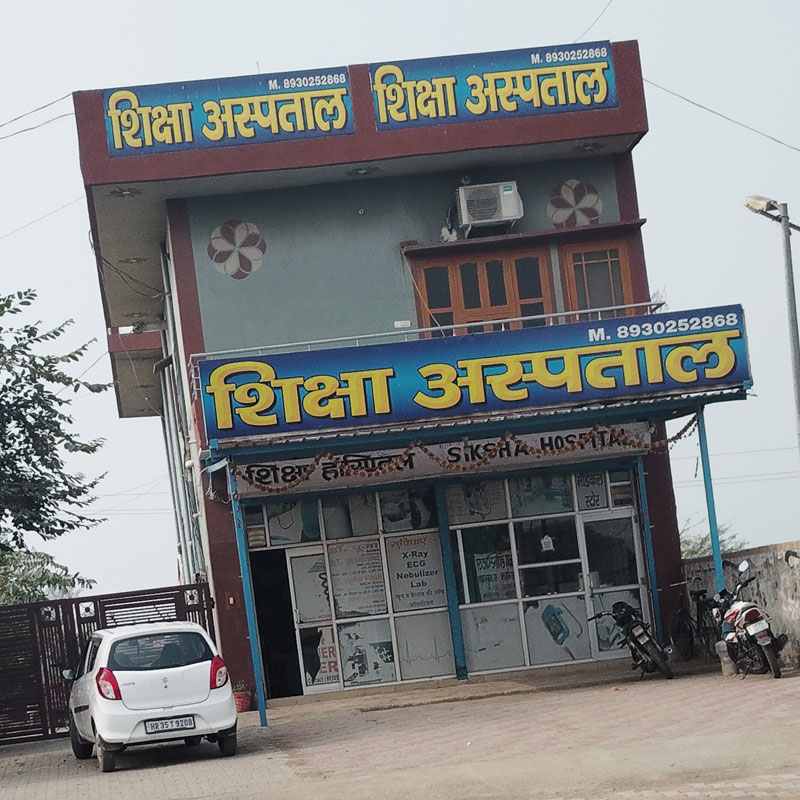 M. 8930252868
शिक्षा अस्पताल
M. 8930252868
शिक्षा अस्पताल
M. 8930252868
शिक्षा अस्पताल
शिक्षा हॉस्पिटल SIKSHA HOSPITAL
मेडिकल
स्टोर
डा. पूजा
सुविधाएं
X-Ray
ECG
Nebulizer
Lab
HR 35 T 9208